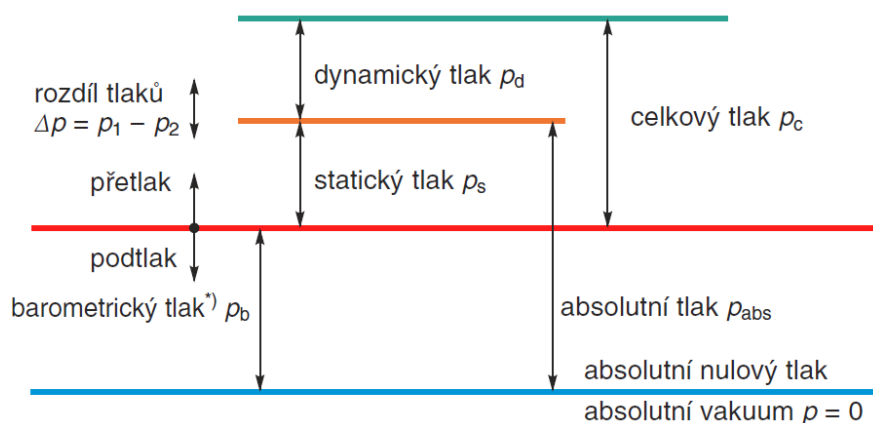 dynamický tlak pd
rozdíl tlaků
Δp = p1 – p2
celkový tlak pc
přetlak
statický tlak ps
podtlak
barometrický tlak*) pb
absolutní tlak pabs
absolutní nulový tlak
absolutní vakuum p = 0